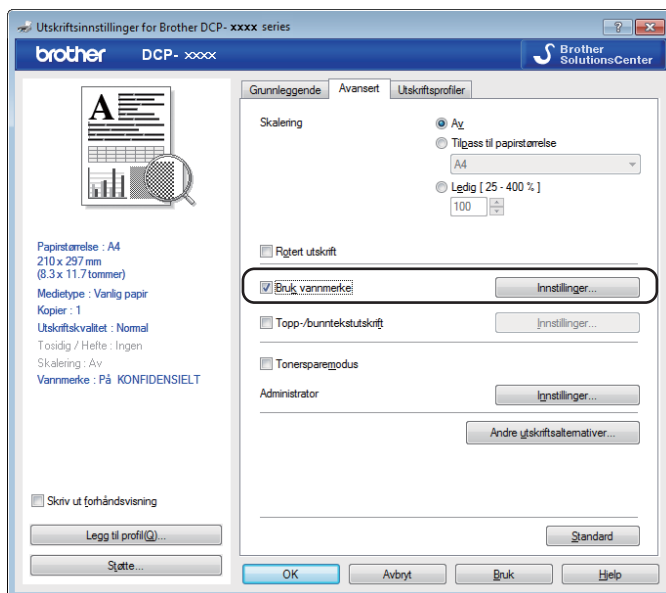 Utskriftsinnstillinger for Brother DCP- xxxx series
brother DCP- xxxx
Brother
SolutionsCenter
A
Papirstørrelse : A4
210 x 297 mm
(8.3 x 11.7 tommer)
Medietype : Vanlig papir
Kopier : 1
Utskriftskvalitet : Normal
Tosidig / Hefte : Ingen
Skalering : Av
Vannmerke : På KONFIDENSIELT
Skriv ut forhåndsvisning
Legg til profil(Q)...
Støtte...
Grunnleggende Avansert Utskriftsprofiler
Skalering
Av
Tilpass til papirstørrelse
A4
Ledig [ 25 - 400 % ]
100
Rotert utskrift
Bruk vannmerke Innstillinger...
Topp-/bunntekstutskrift Innstillinger...
Tonersparemodus
Administrator Innstillinger...
Andre utskriftsalternativer...
Standard
OK Avbryt Bruk Hjelp